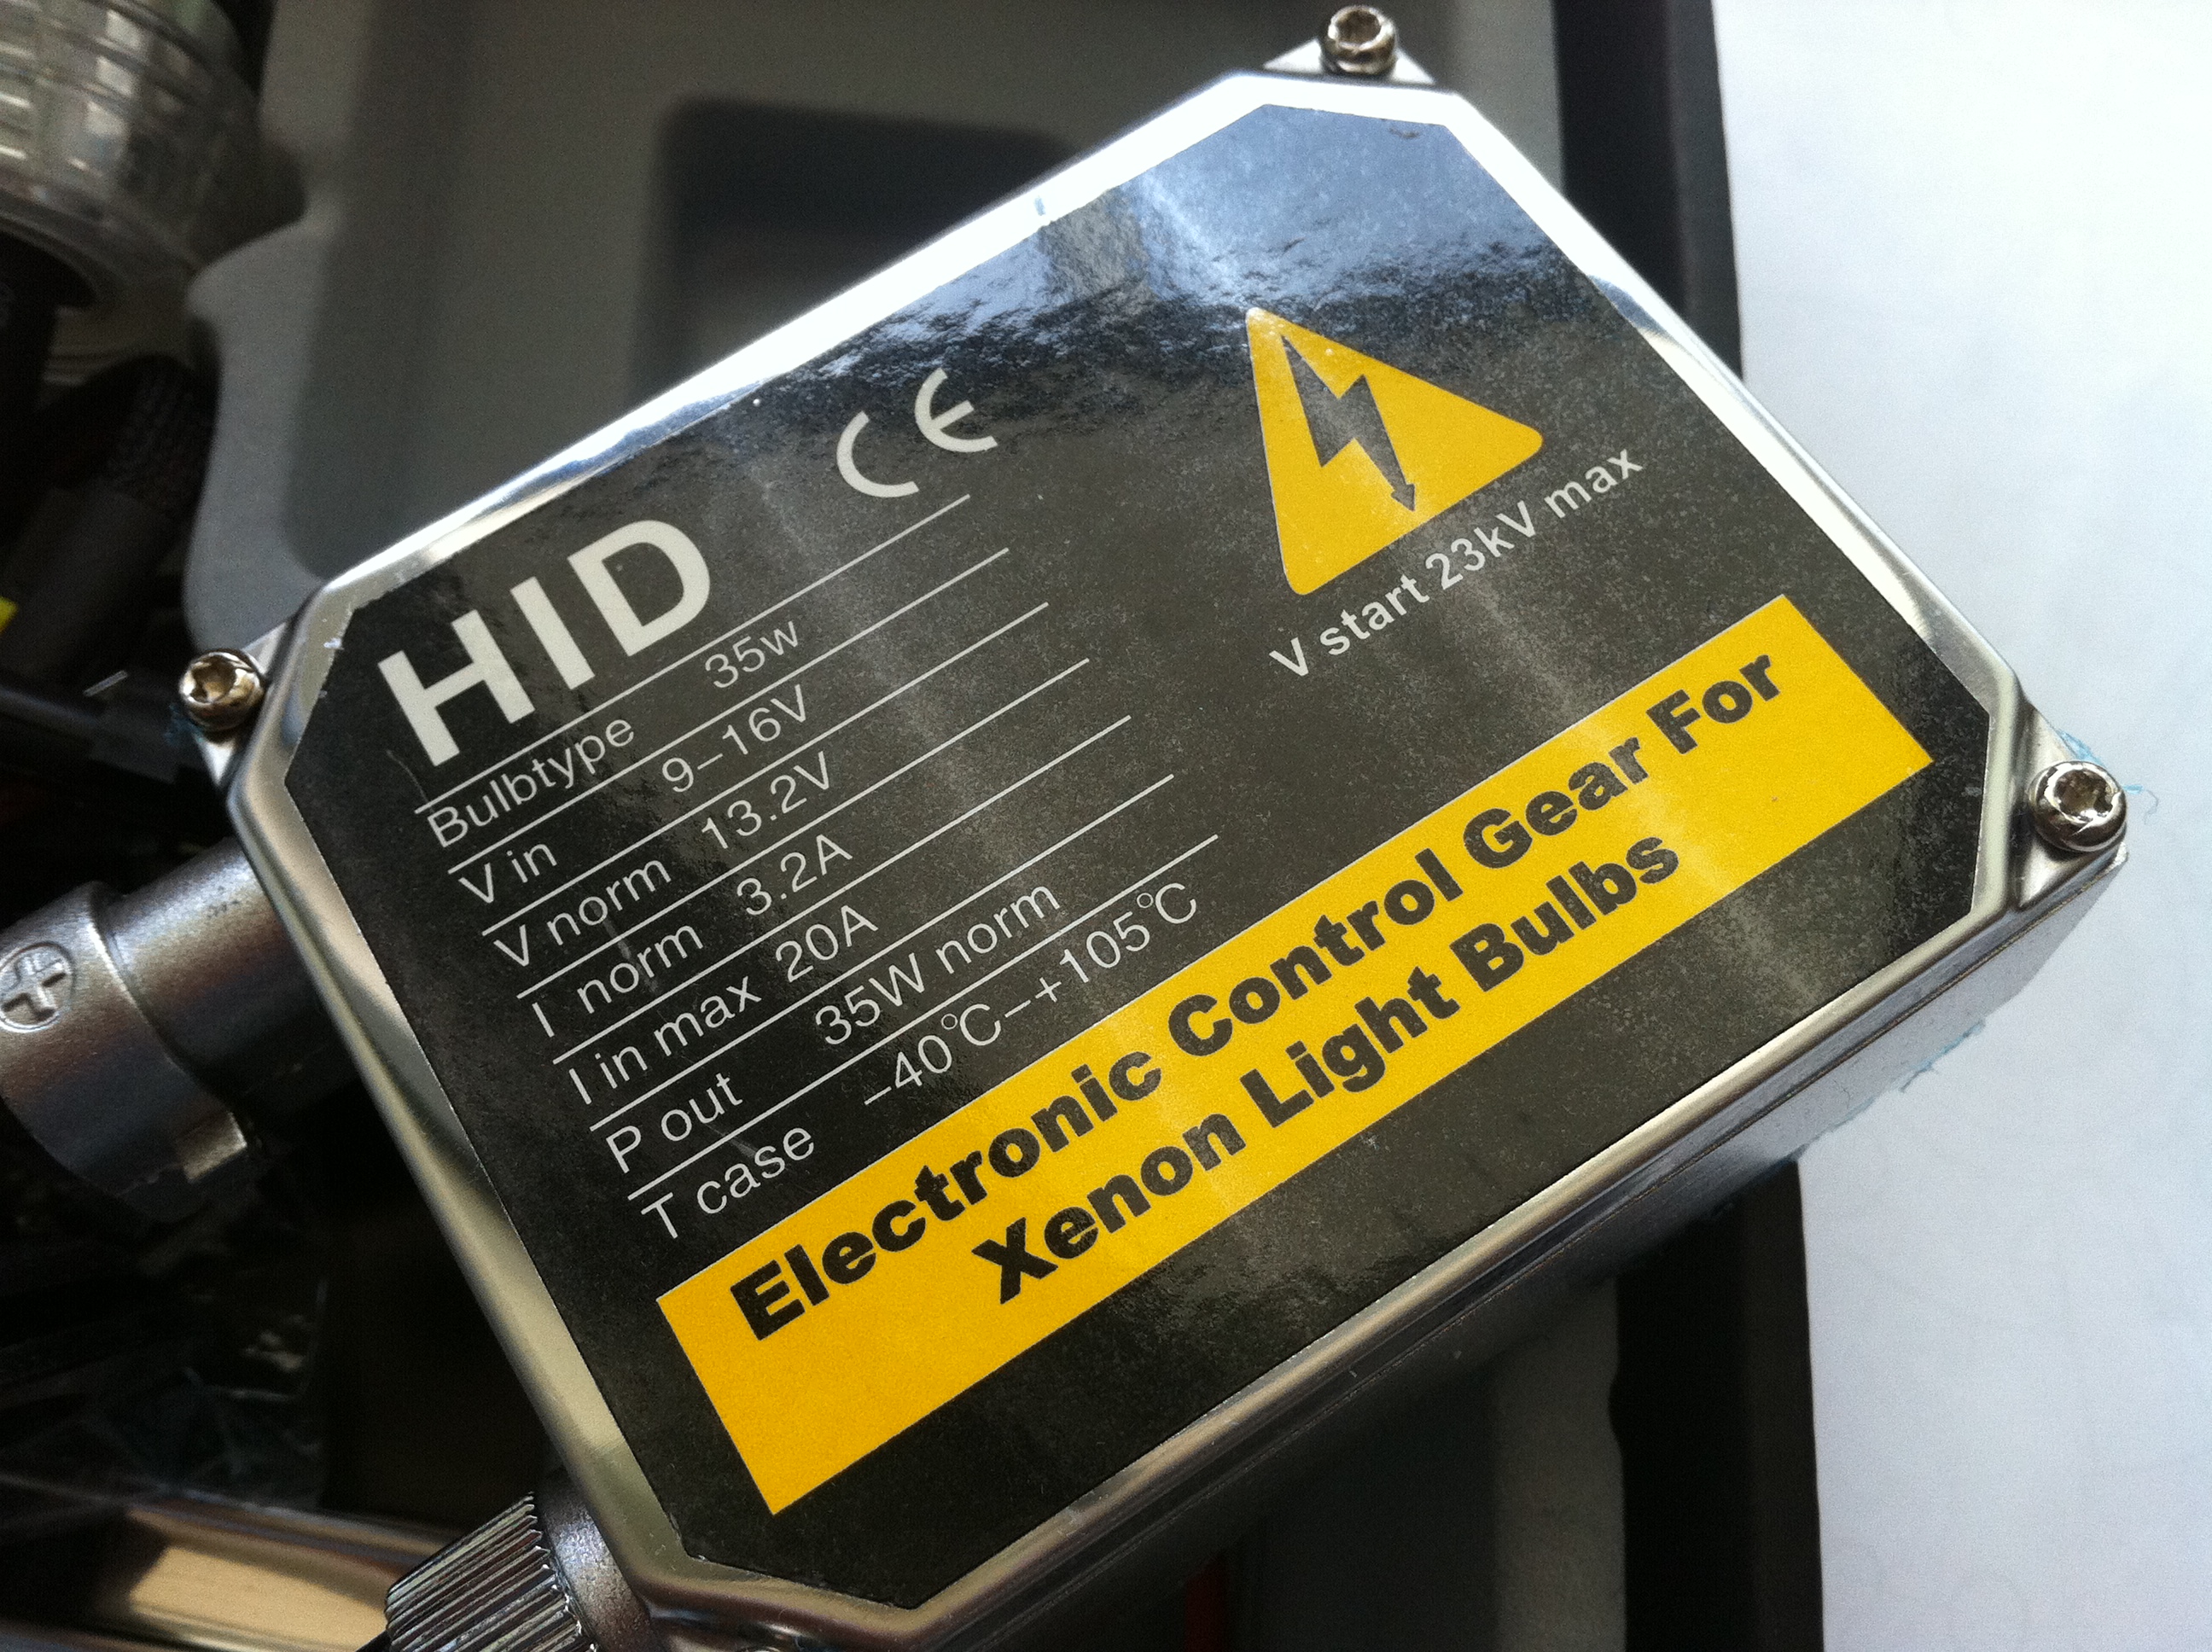 HID CE
Bulbtype 35w
V in 9-16V
V norm 13.2V
I norm 3.2A
I in max 20A
P out 35W norm
T case -40℃-+105℃
V start 23kV max
Electronic Control Gear For
Xenon Light Bulbs